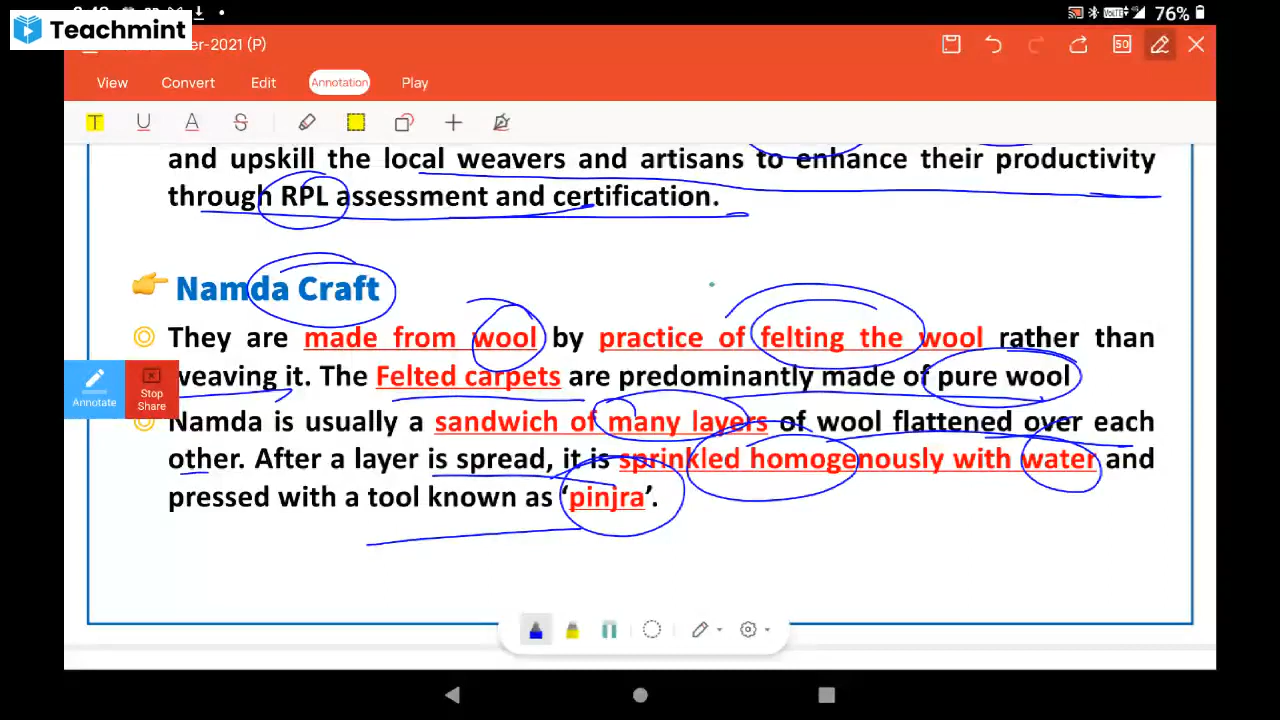 Teachmint
76%
-2021 (P)
50
View Convert Edit Annotation Play
T U A S
and upskill the local weavers and artisans to enhance their productivity
through RPL assessment and certification.
Namda Craft
They are made from wool by practice of felting the wool rather than
weaving it. The Felted carpets are predominantly made of pure wool
Annotate
Stop
Share
Namda is usually a sandwich of many layers of wool flattened over each
other. After a layer is spread, it is sprinkled homogenously with water and
pressed with a tool known as ‘pinjra’.